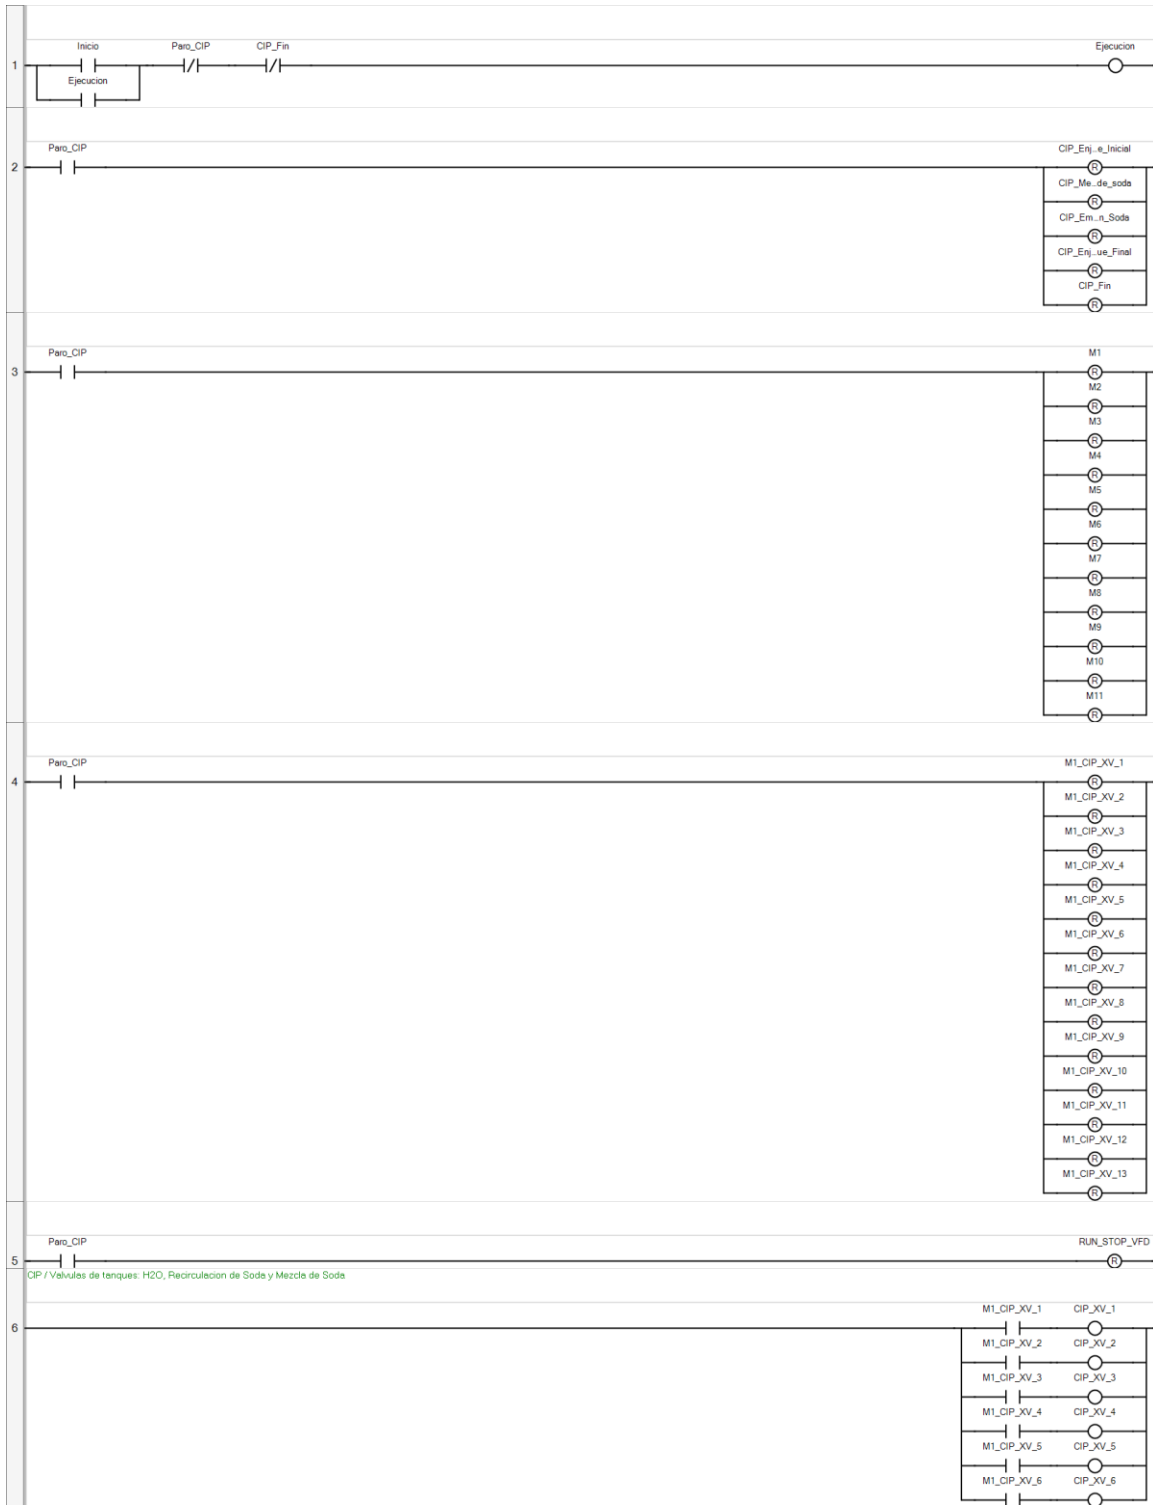 Inicio Paro_CIP CIP_Fin Ejecucion
1
Ejecucion
Paro_CIP CIP_Enj...e_Inicial
2 R
CIP_Me...de_soda
R
CIP_Em...n_Soda
R
CIP_Enj...ue_Final
R
CIP_Fin
R
Paro_CIP M1
3 R
M2
R
M3
R
M4
R
M5
R
M6
R
M7
R
M8
R
M9
R
M10
R
M11
R
Paro_CIP M1_CIP_XV_1
4 R
M1_CIP_XV_2
R
M1_CIP_XV_3
R
M1_CIP_XV_4
R
M1_CIP_XV_5
R
M1_CIP_XV_6
R
M1_CIP_XV_7
R
M1_CIP_XV_8
R
M1_CIP_XV_9
R
M1_CIP_XV_10
R
M1_CIP_XV_11
R
M1_CIP_XV_12
R
M1_CIP_XV_13
R
Paro_CIP RUN_STOP_VFD
5 R
CIP / Valvulas de tanques: H2O, Recirculacion de Soda y Mezcla de Soda
M1_CIP_XV_1 CIP_XV_1
6
M1_CIP_XV_2 CIP_XV_2
M1_CIP_XV_3 CIP_XV_3
M1_CIP_XV_4 CIP_XV_4
M1_CIP_XV_5 CIP_XV_5
M1_CIP_XV_6 CIP_XV_6